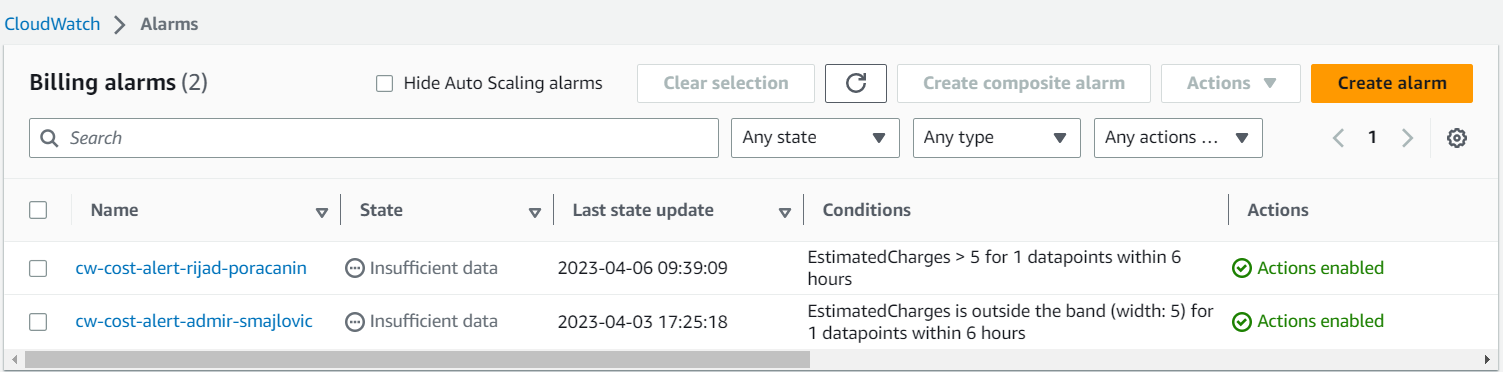 CloudWatch > Alarms
Billing alarms (2) Hide Auto Scaling alarms Clear selection Create composite alarm Actions Create alarm
Search Any state Any type Any actions ... 1
Name State Last state update Conditions Actions
cw-cost-alert-rijad-poracanin Insufficient data 2023-04-06 09:39:09 EstimatedCharges > 5 for 1 datapoints within 6 Actions enabled
hours
cw-cost-alert-admir-smajlovic Insufficient data 2023-04-03 17:25:18 EstimatedCharges is outside the band (width: 5) for Actions enabled
1 datapoints within 6 hours